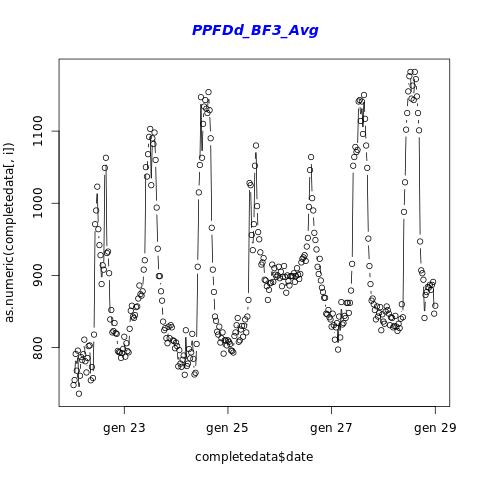 PPFDd_BF3_Avg
as.numeric(completedata[, i])
1100
1000
900
800
gen 23
gen 25
gen 27
gen 29
completedata$date